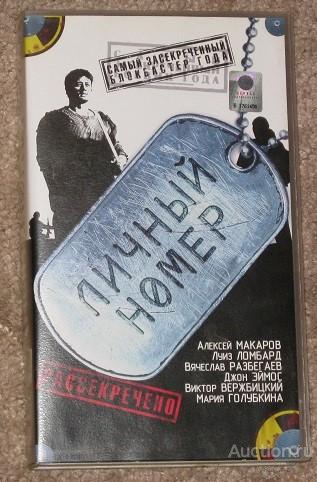 САМЫЙ ЗАСЕКРЕЧЕННЫЙ
БЛОКБАСТЕР ГОДА
ЛИЧНЫЙ
НОМЕР
АЛЕКСЕЙ МАКАРОВ
ЛУИЗ ЛОМБАРД
ВЯЧЕСЛАВ РАЗБЕГАЕВ
ДЖОН ЭЙМОС
ВИКТОР ВЕРЖБИЦКИЙ
МАРИЯ ГОЛУБКИНА
РАССЕКРЕЧЕНО
Auction.ru